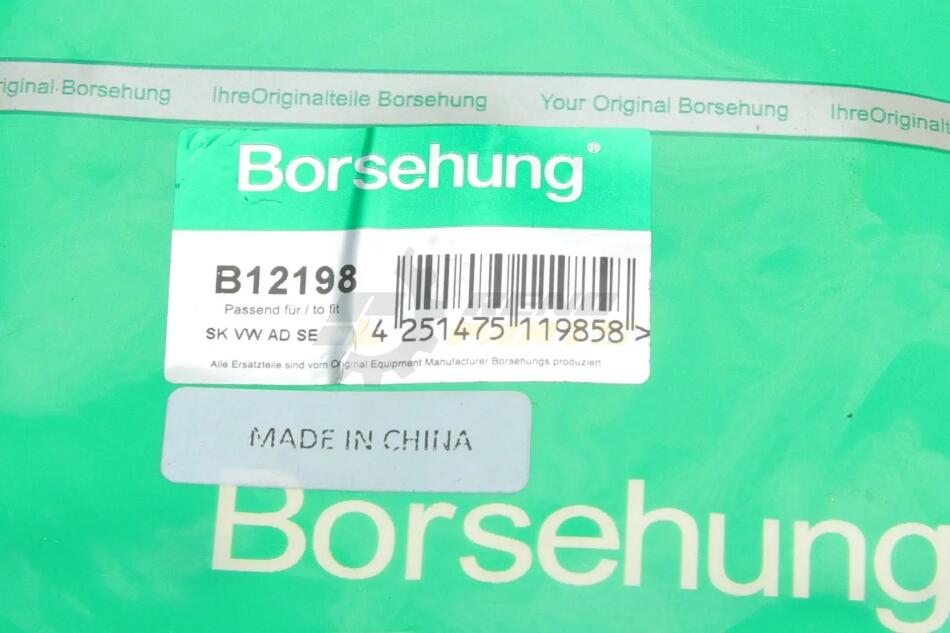 riginal Borsehung IhreOriginalteile Borsehung Your Original Borsehung IhreOriginalt
Borsehung®
B12198
Passend für / to fit
SK VW AD SE
4 251475 119858 >
Alle Ersatzteile sind vom Original Equipment Manufacturer Borsehungs produziert.
MADE IN CHINA
Borsehung